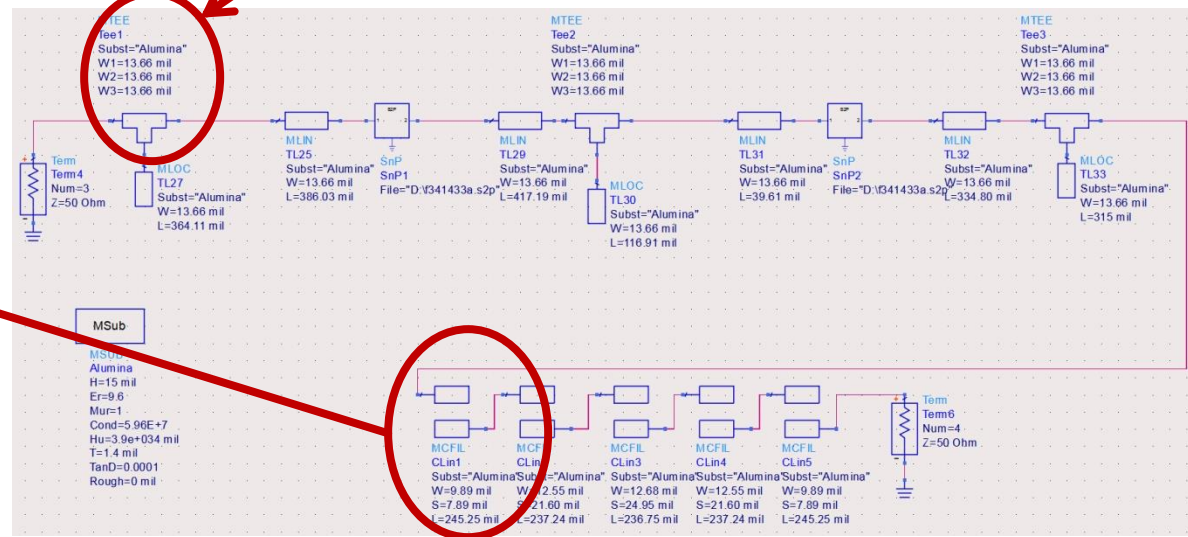 MTEE
Tee1
Subst="Alumina"
W1=13.66 mil
W2=13.66 mil
W3=13.66 mil
MTEE
Tee2
Subst="Alumina"
W1=13.66 mil
W2=13.66 mil
W3=13.66 mil
MTEE
Tee3
Subst="Alumina"
W1=13.66 mil
W2=13.66 mil
W3=13.66 mil
Term
Term4
Num=3
Z=50 Ohm
MLOC
TL27
Subst="Alumina"
W=13.66 mil
L=364.11 mil
MLIN
TL25
Subst="Alumina"
W=13.66 mil
L=386.03 mil
S2P
1 2
SnP
SnP1
File="D:\f341433a.s2p"
MLIN
TL29
Subst="Alumina"
W=13.66 mil
L=417.19 mil
MLOC
TL30
Subst="Alumina"
W=13.66 mil
L=116.91 mil
MLIN
TL31
Subst="Alumina"
W=13.66 mil
L=39.61 mil
S2P
1 2
SnP
SnP2
File="D:\f341433a.s2p"
MLIN
TL32
Subst="Alumina"
W=13.66 mil
L=334.80 mil
MLOC
TL33
Subst="Alumina"
W=13.66 mil
L=315 mil
MSub
MSUB
Alumina
H=15 mil
Er=9.6
Mur=1
Cond=5.96E+7
Hu=3.9e+034 mil
T=1.4 mil
TanD=0.0001
Rough=0 mil
MCFIL
CLin1
Subst="Alumina"
W=9.89 mil
S=7.89 mil
L=245.25 mil
MCFIL
CLin
Subst="Alumina"
W=12.55 mil
S=21.60 mil
L=237.24 mil
MCFIL
CLin3
Subst="Alumina"
W=12.68 mil
S=24.95 mil
L=236.75 mil
MCFIL
CLin4
Subst="Alumina"
W=12.55 mil
S=21.60 mil
L=237.24 mil
MCFIL
CLin5
Subst="Alumina"
W=9.89 mil
S=7.89 mil
L=245.25 mil
Term
Term6
Num=4
Z=50 Ohm